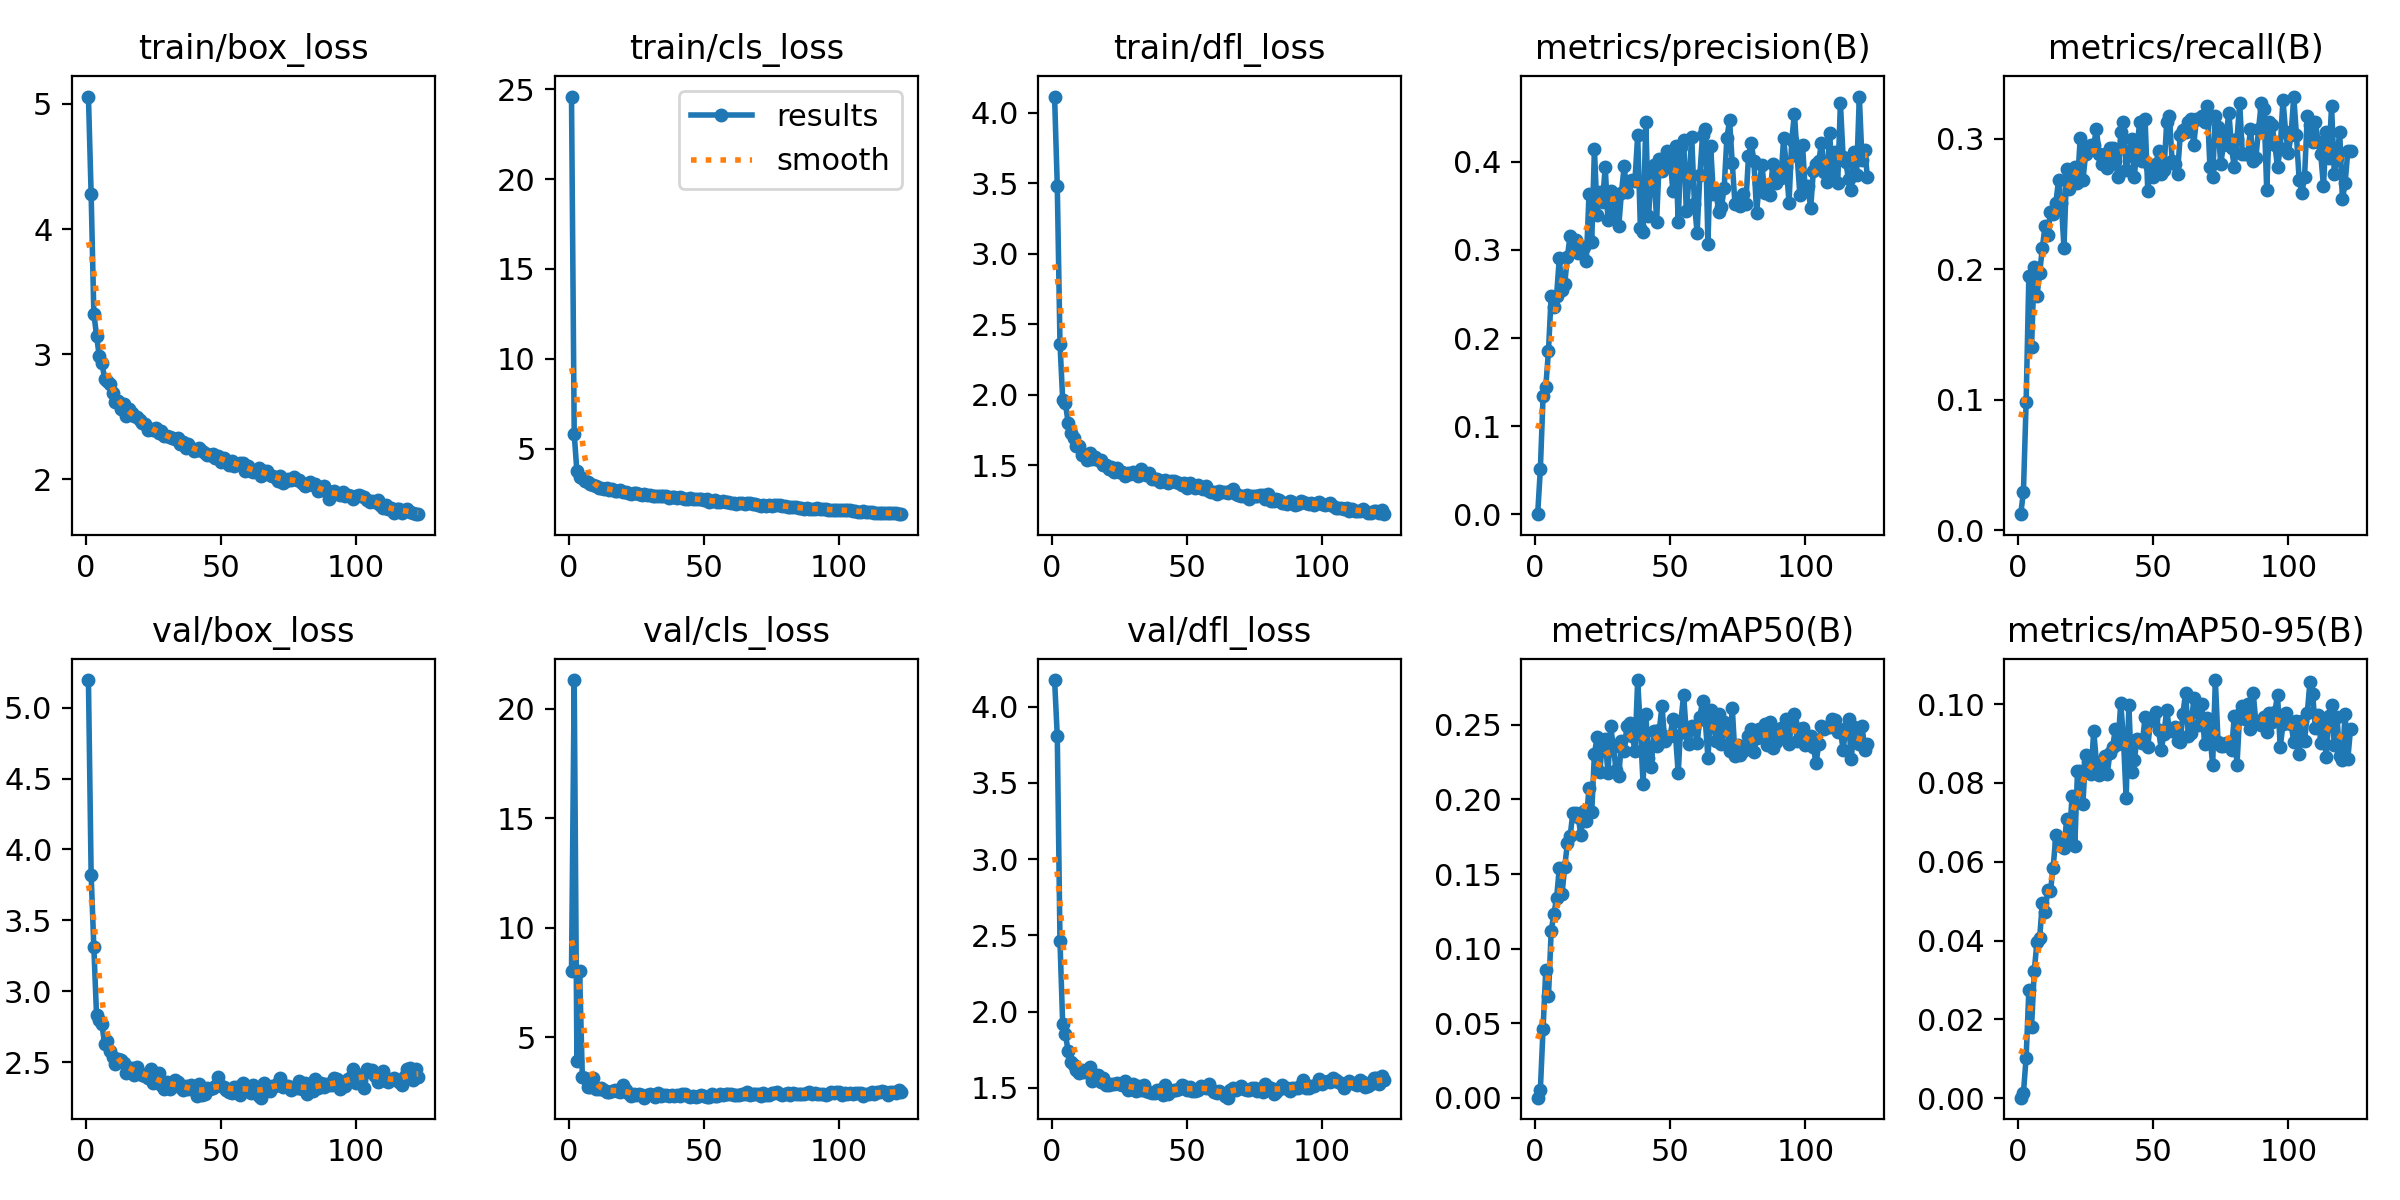 train/box_loss
5
4
3
2
0 50 100
train/cls_loss
25
20
15
10
5
0 50 100
results
smooth
train/dfl_loss
4.0
3.5
3.0
2.5
2.0
1.5
0 50 100
metrics/precision(B)
0.4
0.3
0.2
0.1
0.0
0 50 100
metrics/recall(B)
0.3
0.2
0.1
0.0
0 50 100
val/box_loss
5.0
4.5
4.0
3.5
3.0
2.5
0 50 100
val/cls_loss
20
15
10
5
0 50 100
val/dfl_loss
4.0
3.5
3.0
2.5
2.0
1.5
0 50 100
metrics/mAP50(B)
0.25
0.20
0.15
0.10
0.05
0.00
0 50 100
metrics/mAP50-95(B)
0.10
0.08
0.06
0.04
0.02
0.00
0 50 100